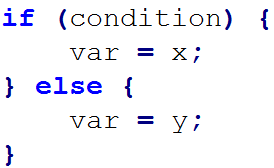 if (condition) {
    var = x;
} else {
    var = y;
}